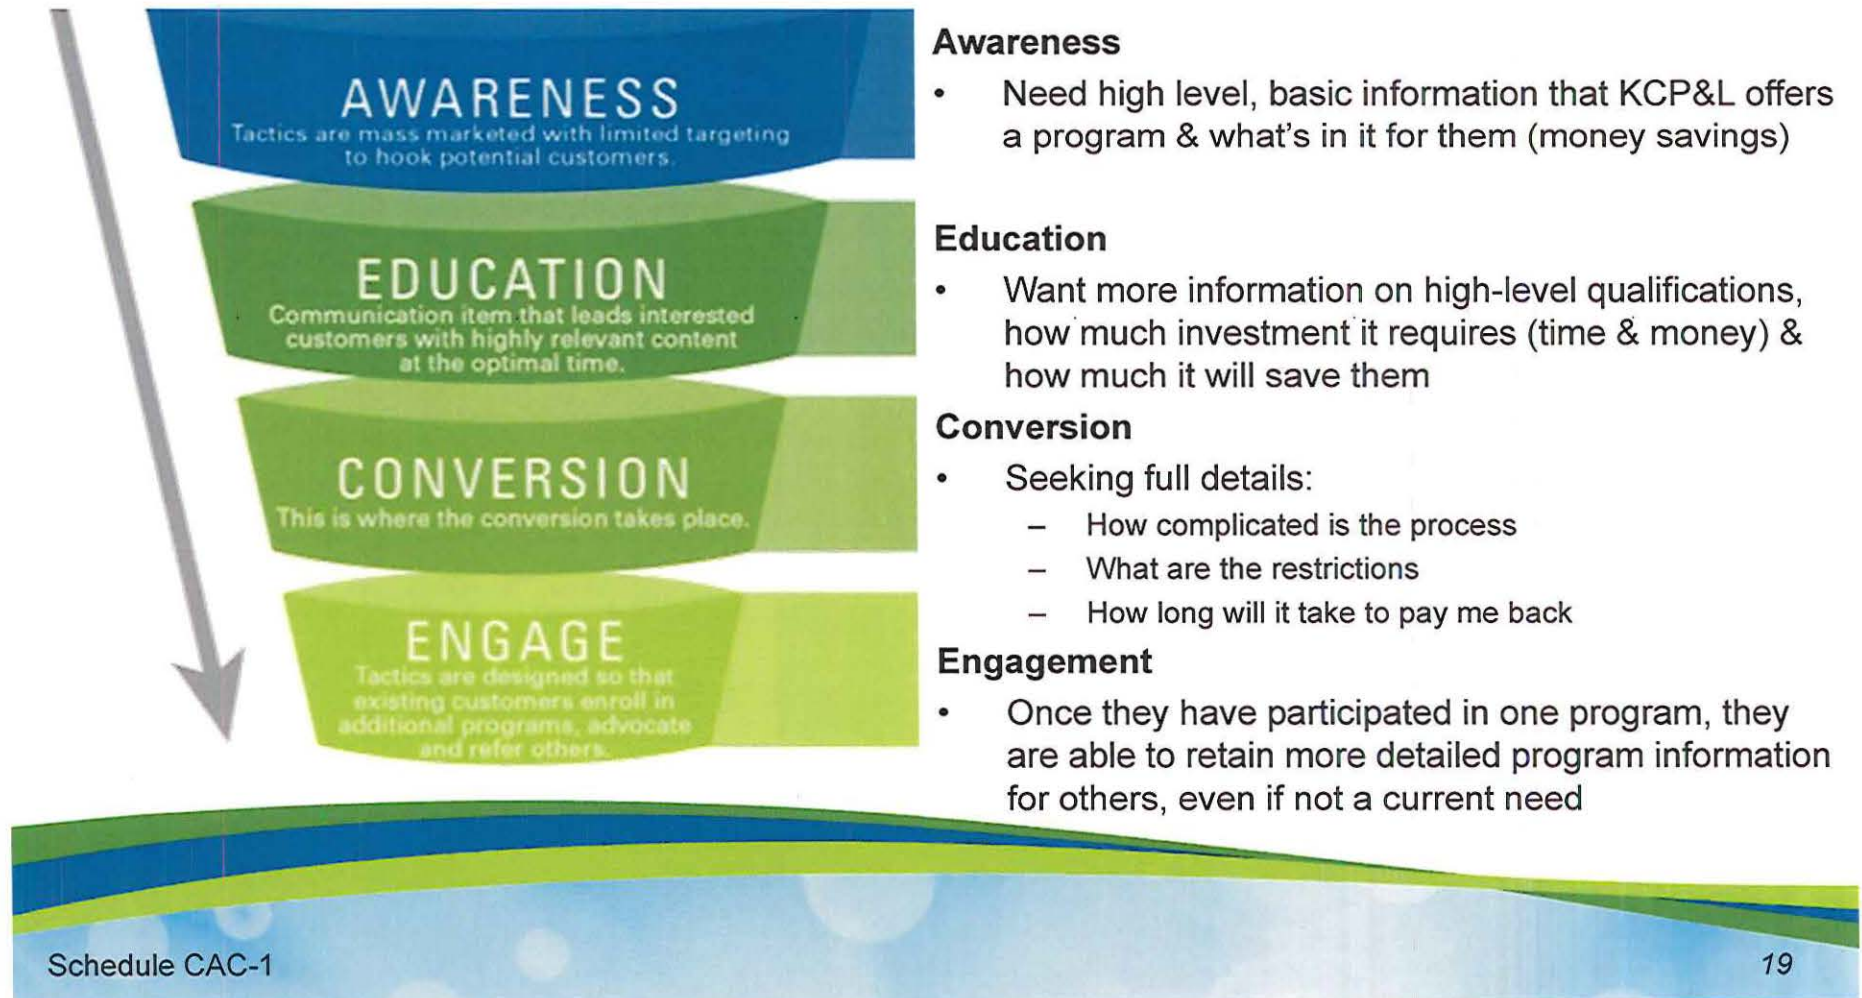 AWARENESS
Tactics are mass marketed with limited targeting
to hook potential customers.
EDUCATION
Communication item that leads interested
customers with highly relevant content
at the optimal time.
CONVERSION
This is where the conversion takes place.
ENGAGE
Tactics are designed so that
existing customers enroll in
additional programs, advocate
and refer others.
Awareness
• Need high level, basic information that KCP&L offers
a program & what's in it for them (money savings)
Education
• Want more information on high-level qualifications,
how much investment it requires (time & money) &
how much it will save them
Conversion
• Seeking full details:
– How complicated is the process
– What are the restrictions
– How long will it take to pay me back
Engagement
• Once they have participated in one program, they
are able to retain more detailed program information
for others, even if not a current need
Schedule CAC-1
19